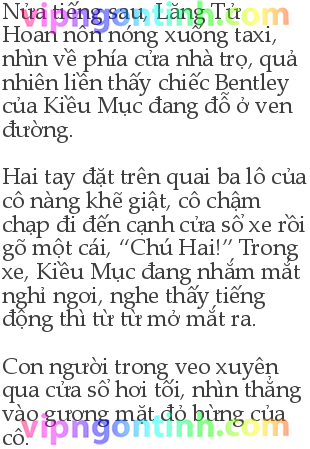 Nửa tiếng sau, Lăng Tử
Hoan nôn nóng xuống taxi,
nhìn về phía cửa nhà trọ, quả
nhiên liền thấy chiếc Bentley
của Kiều Mục đang đỗ ở ven
đường.
Hai tay đặt trên quai ba lô của
cô nàng khẽ giật, cô chậm
chạp đi đến cạnh cửa sổ xe rồi
gõ một cái, “Chú Hai!” Trong
xe, Kiều Mục đang nhắm mắt
nghỉ ngơi, nghe thấy tiếng
động thì từ từ mở mắt ra.
Con người trong veo xuyên
qua cửa sổ hơi tối, nhìn thẳng
vào gương mặt đỏ bừng của
cô.
vipngontinh.com
vipngontinh.com